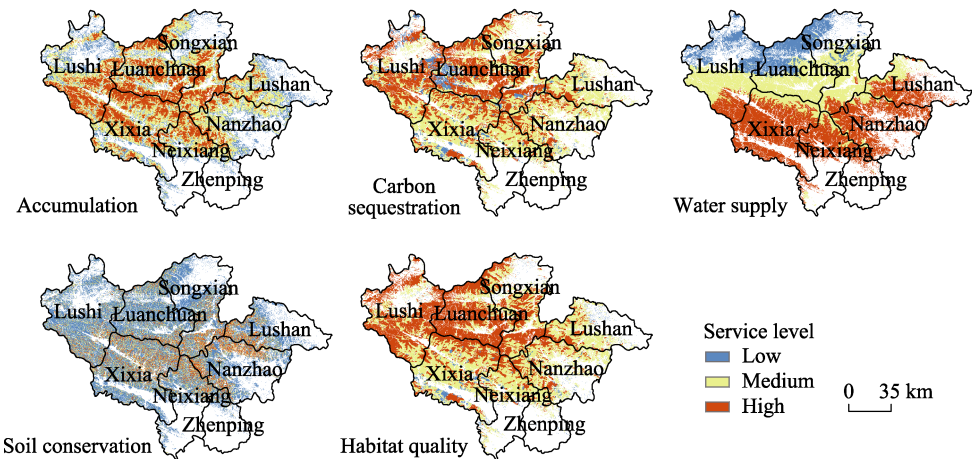 Songxian
Lushi
Luanchuan
Lushan
Xixia
Nanzhao
Neixiang
Zhenping
Accumulation
Songxian
Lushi
Luanchuan
Lushan
Xixia
Nanzhao
Neixiang
Zhenping
Carbon
sequestration
Songxian
Lushi
Luanchuan
Lushan
Xixia
Nanzhao
Neixiang
Zhenping
Water supply
Songxian
Lushi
Luanchuan
Lushan
Xixia
Nanzhao
Neixiang
Zhenping
Soil conservation
Songxian
Lushi
Luanchuan
Lushan
Xixia
Nanzhao
Neixiang
Zhenping
Habitat quality
Service level
Low
Medium
High
0 35 km